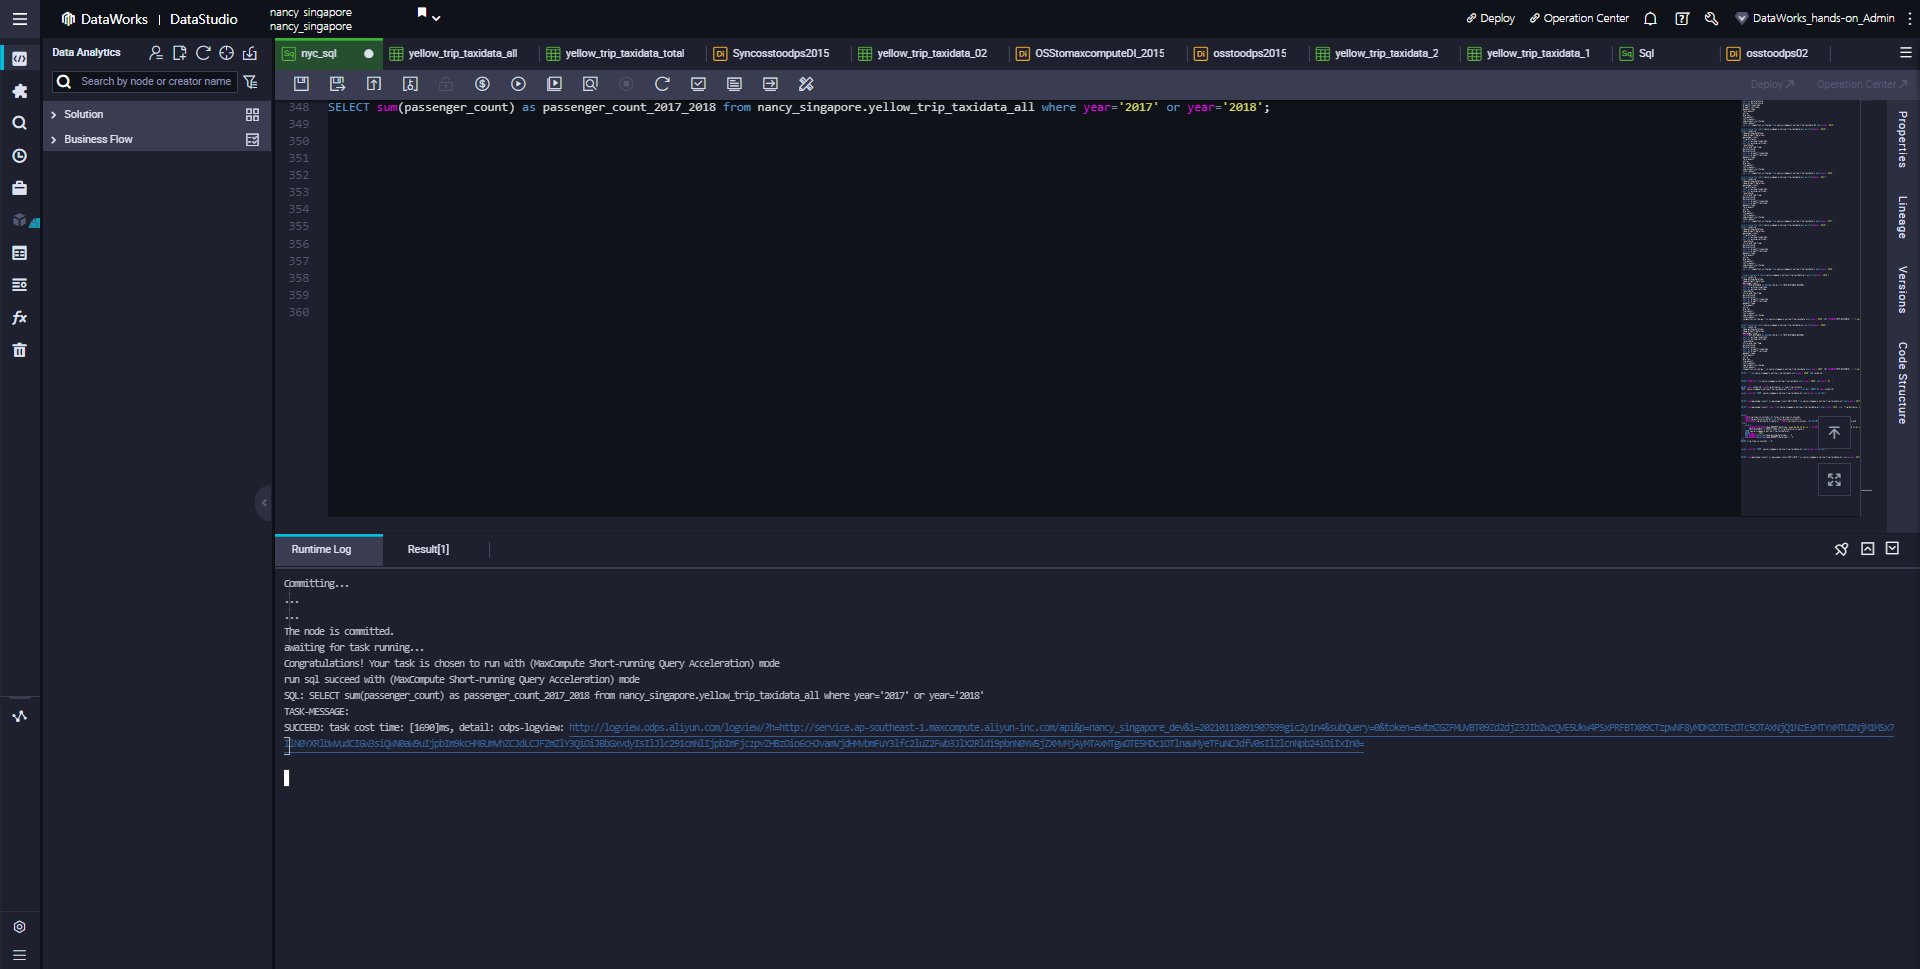 DataWorks | DataStudio
nancy_singapore
nancy_singapore
Deploy
Operation Center
DataWorks_hands-on_Admin
Data Analytics
nyc_sql
yellow_trip_taxidata_all
yellow_trip_taxidata_total
Syncosstoodps2015
yellow_trip_taxidata_02
OSStomaxcomputeDI_2015
osstoodps2015
yellow_trip_taxidata_2
yellow_trip_taxidata_1
Sql
osstoodps02
Search by node or creator name
Deploy
Operation Center
Solution
Business Flow
348 SELECT sum(passenger_count) as passenger_count_2017_2018 from nancy_singapore.yellow_trip_taxidata_all where year='2017' or year='2018';
349
350
351
352
353
354
355
356
357
358
359
360
Properties
Lineage
Versions
Code Structure
Runtime Log
Result[1]
Committing...
...
...
The node is committed.
awaiting for task running...
Congratulations! Your task is chosen to run with (MaxCompute Short-running Query Acceleration) mode
run sql succeed with (MaxCompute Short-running Query Acceleration) mode
SQL: SELECT sum(passenger_count) as passenger_count_2017_2018 from nancy_singapore.yellow_trip_taxidata_all where year='2017' or year='2018'
TASK-MESSAGE:
SUCCEED: task cost time: [1690]ms, detail: odps-logview: http://logview.odps.aliyun.com/logview/?h=http://service.ap-southeast-1.maxcompute.aliyun-inc.com/api&p=nancy_singapore_dev&i=20210118091907599gic2y1n4&subQuery=0&token=